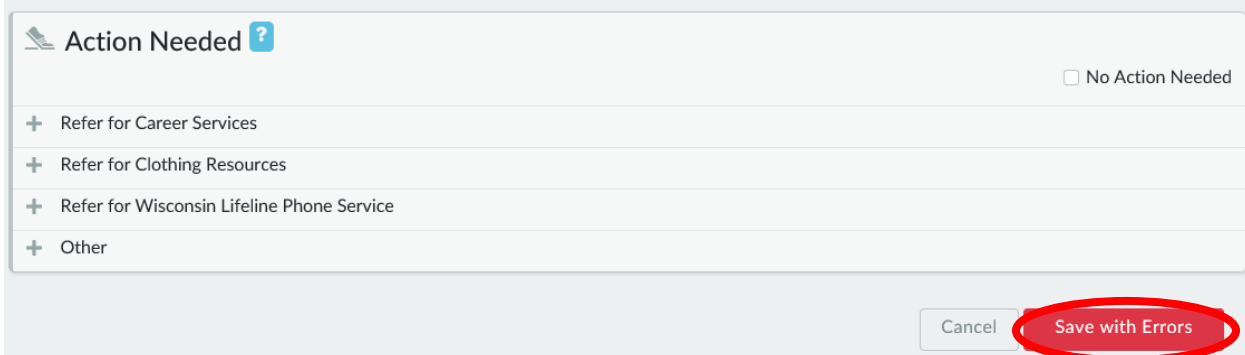 Action Needed ?
No Action Needed
Refer for Career Services
Refer for Clothing Resources
Refer for Wisconsin Lifeline Phone Service
Other
Cancel Save with Errors